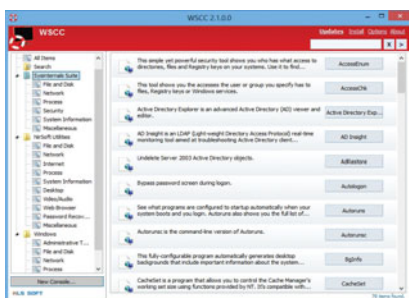 WSCC 2.1.0.0
WSCC
Updates Install Options About
X >
All Items
Search
Sysinternals Suite
File and Disk
Network
Process
Security
System Information
Miscellaneous
NirSoft Utilities
File and Disk
Network
Internet
Process
System Information
Desktop
Video/Audio
Web Browser
Password Recov...
Miscellaneous
Windows
Administrative T...
File and Disk
Network
Process
New Console...
KLS SOFT
This simple yet powerful security tool shows you who has what access to
directories, files and Registry keys on your systems. Use it to find...
AccessEnum
This tool shows you the accesses the user or group you specify has to
files, Registry keys or Windows services.
AccessChk
Active Directory Explorer is an advanced Active Directory (AD) viewer and
editor.
Active Directory Exp...
AD Insight is an LDAP (Light-weight Directory Access Protocol) real-time
monitoring tool aimed at troubleshooting Active Directory client...
AD Insight
Undelete Server 2003 Active Directory objects.
AdRestore
Bypass password screen during logon.
Autologon
See what programs are configured to startup automatically when your
system boots and you login. Autoruns also shows you the full list of...
Autoruns
Autorunsc is the command-line version of Autoruns.
Autorunsc
This fully-configurable program automatically generates desktop
backgrounds that include important information about the system...
BgInfo
CacheSet is a program that allows you to control the Cache Manager's
working set size using functions provided by NT. It's compatible with...
CacheSet
items found